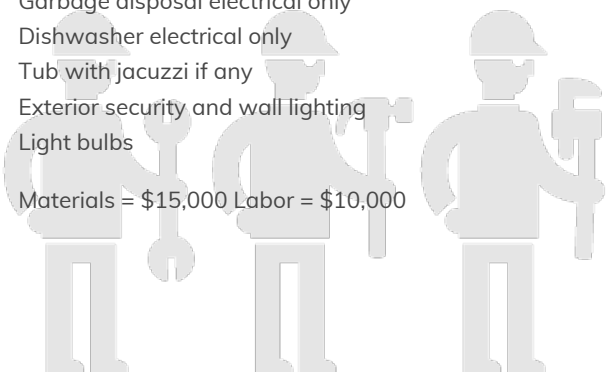 Garbage disposal electrical only
Dishwasher electrical only
Tub with jacuzzi if any
Exterior security and wall lighting
Light bulbs
Materials = $15,000 Labor = $10,000